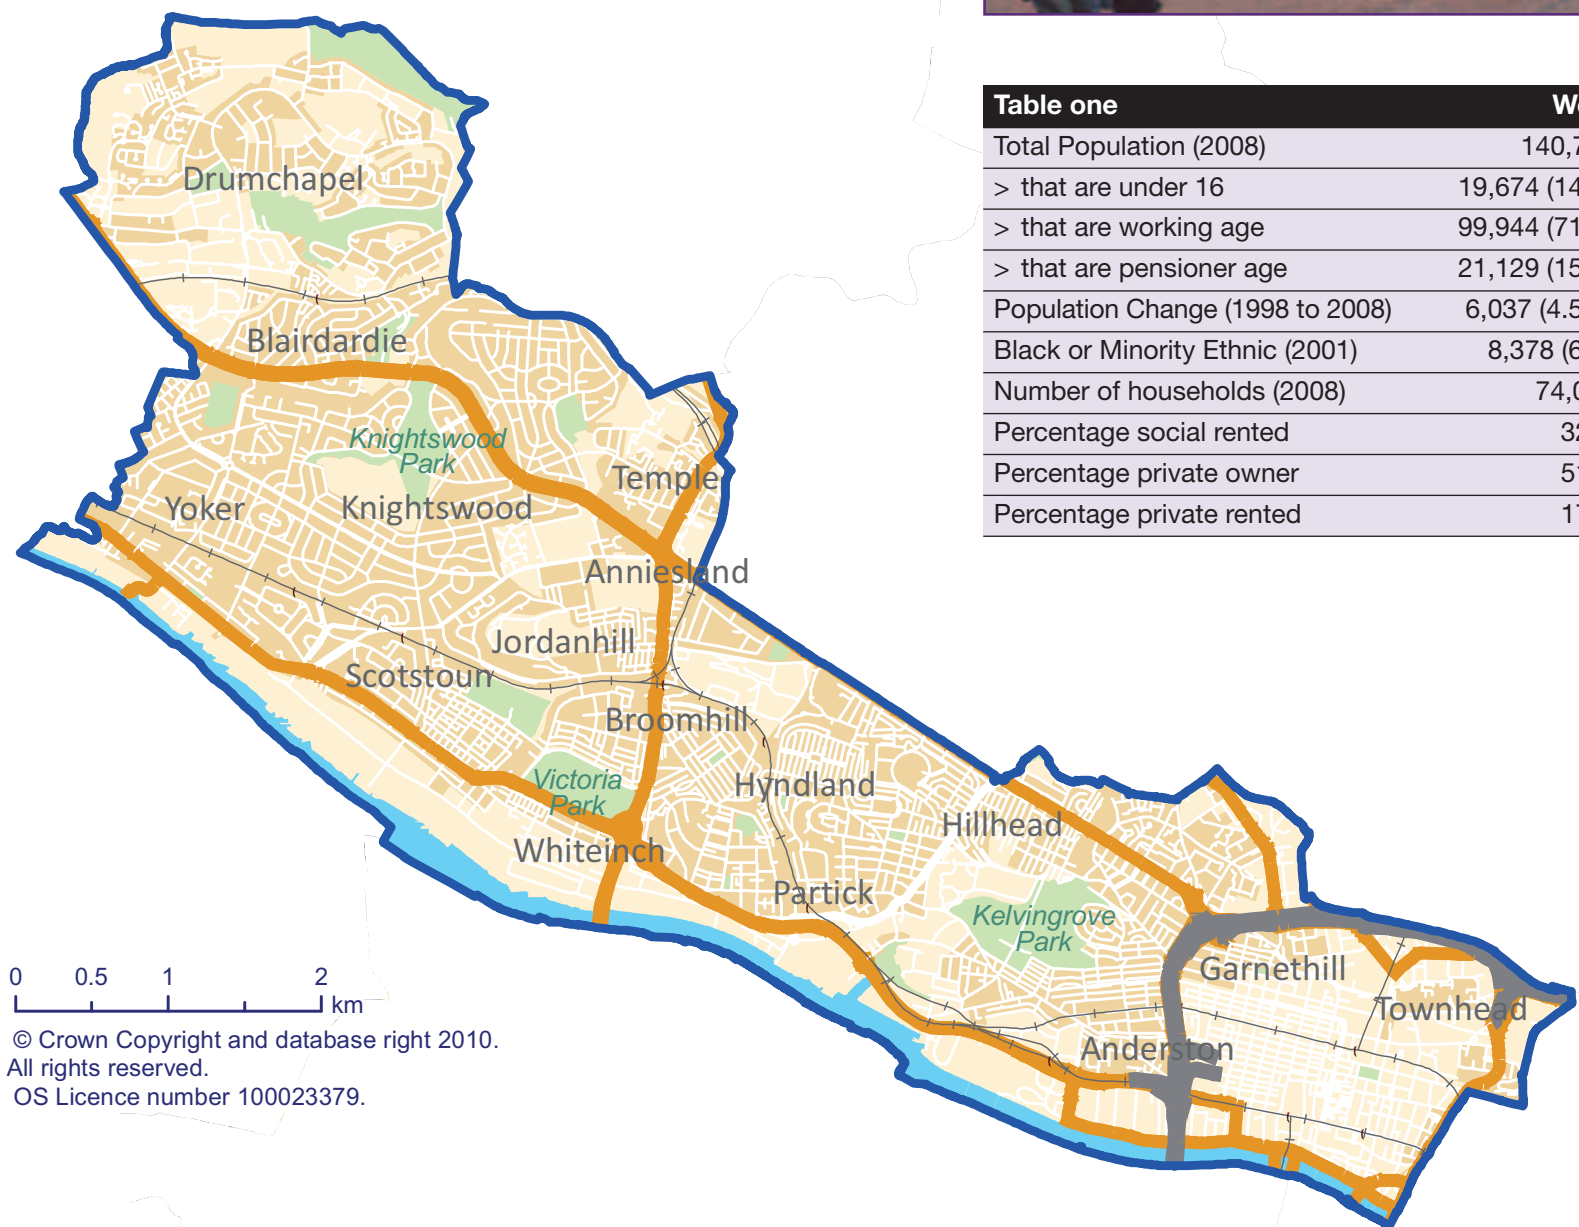 Table one
Total Population (2008)
> that are under 16 19,674
> that are working age 99,944
> that are pensioner age 21,129
Population Change (1998 to 2008) 6,037
Black or Minority Ethnic (2001) 8,378
Number of households (2008)
Percentage social rented
Percentage private owner
Percentage private rented
Drumchapel
Blairdardie
Knightswood
Park
Temple
Yoker
Knightswood
Anniesland
Jordanhill
Scotstoun
Broomhill
Victoria
Park
Hyndland
Hillhead
Whiteinch
Partick
Kelvingrove
Park
Garnethill
Townhead
Anderston
0 0.5 1 2
km
© Crown Copyright and database right 2010.
All rights reserved.
OS Licence number 100023379.